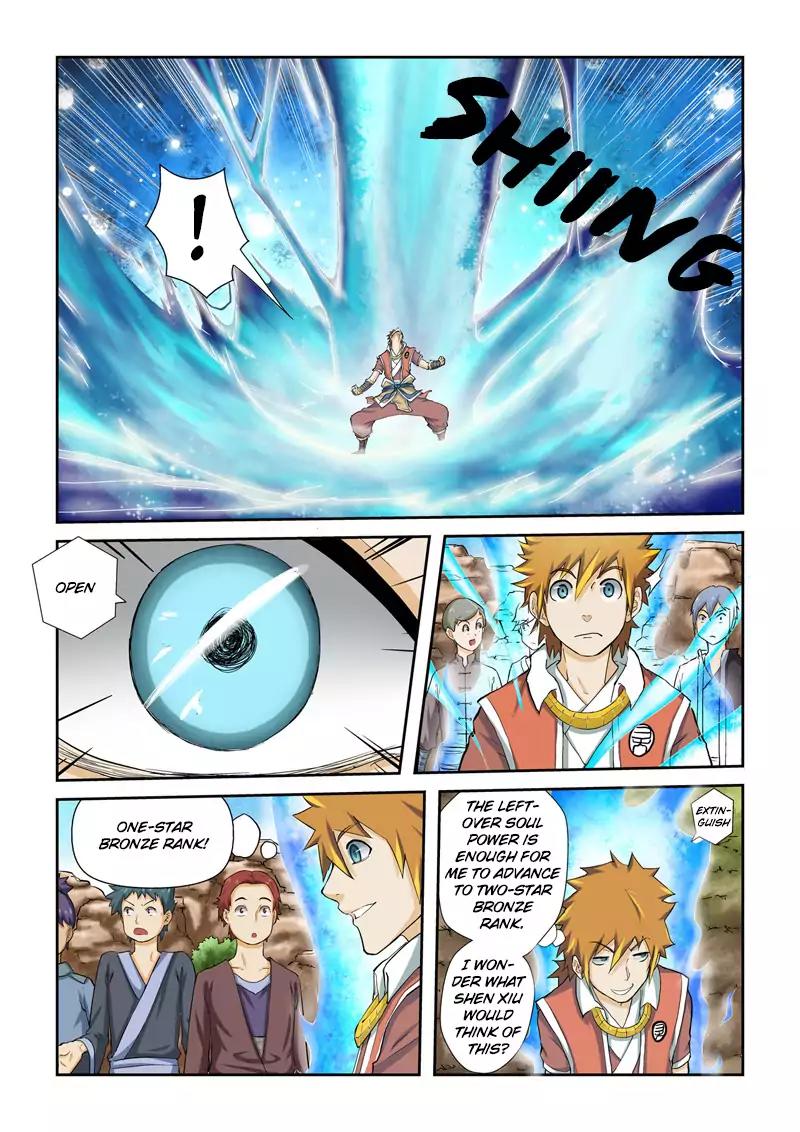 SHIING
!
OPEN
ONE-STAR
BRONZE RANK!
THE LEFT-
OVER SOUL
POWER IS
ENOUGH FOR
ME TO ADVANCE
TO TWO-STAR
BRONZE
RANK.
I WON-
DER WHAT
SHEN XIU
WOULD
THINK OF
THIS?
EXTIN-
GUISH